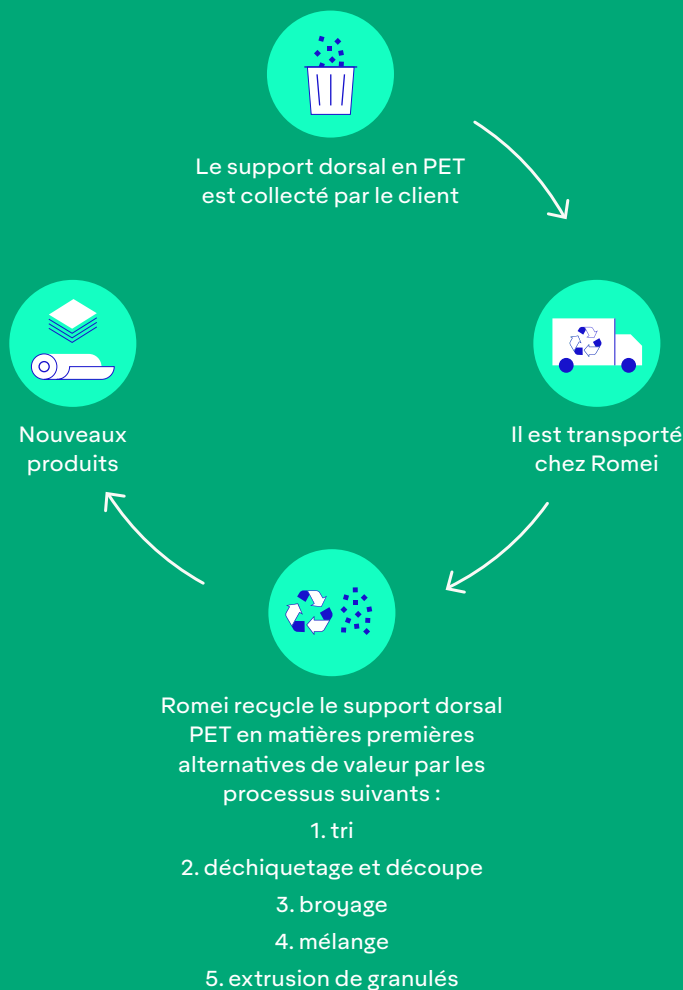 Le support dorsal en PET
est collecté par le client
Il est transporté
chez Romei
Romei recycle le support dorsal
PET en matières premières
alternatives de valeur par les
processus suivants :
1. tri
2. déchiquetage et découpe
3. broyage
4. mélange
5. extrusion de granulés
Nouveaux
produits